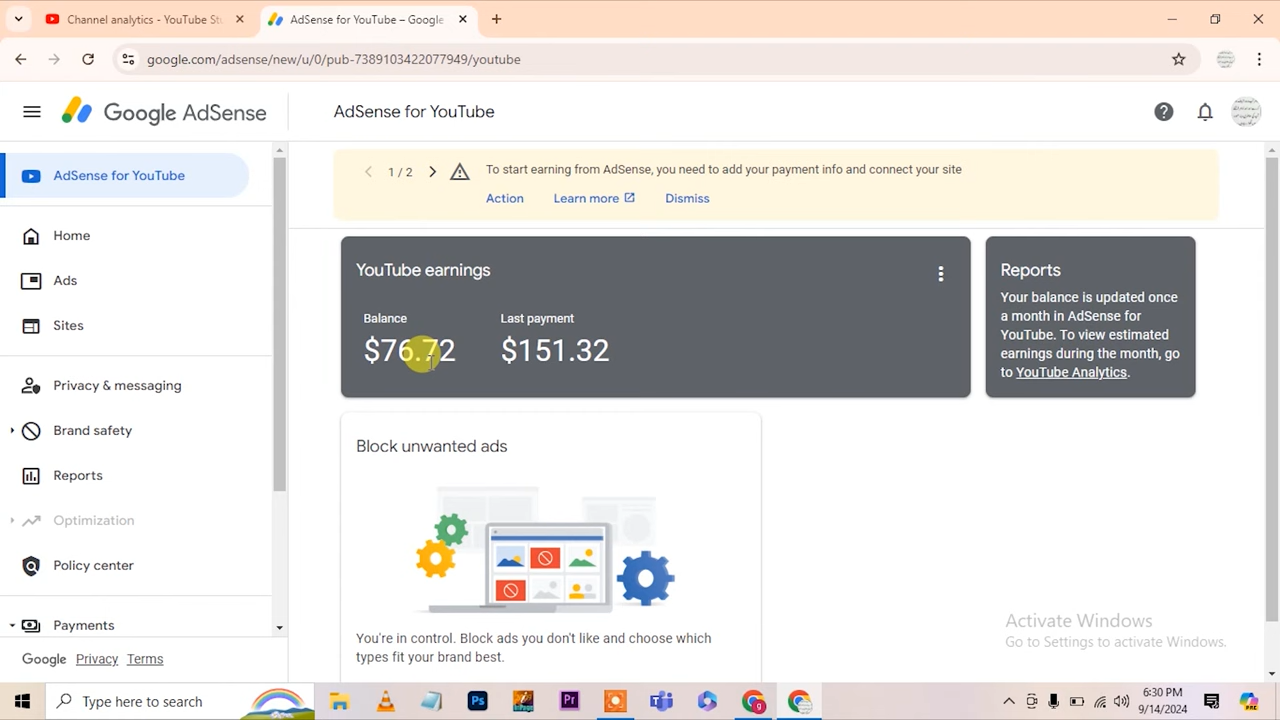 Channel analytics - YouTube St
AdSense for YouTube – Google
google.com/adsense/new/u/0/pub-7389103422077949/youtube
Google AdSense
AdSense for YouTube
AdSense for YouTube
Home
Ads
Sites
Privacy & messaging
Brand safety
Reports
Optimization
Policy center
Payments
Google Privacy Terms
1 / 2
To start earning from AdSense, you need to add your payment info and connect your site
Action Learn more Dismiss
YouTube earnings
Balance Last payment
$76.72 $151.32
Reports
Your balance is updated once
a month in AdSense for
YouTube. To view estimated
earnings during the month, go
to YouTube Analytics.
Block unwanted ads
You're in control. Block ads you don't like and choose which
types fit your brand best.
Activate Windows
Go to Settings to activate Windows.
Type here to search
Ps
Pr
6:30 PM
9/14/2024